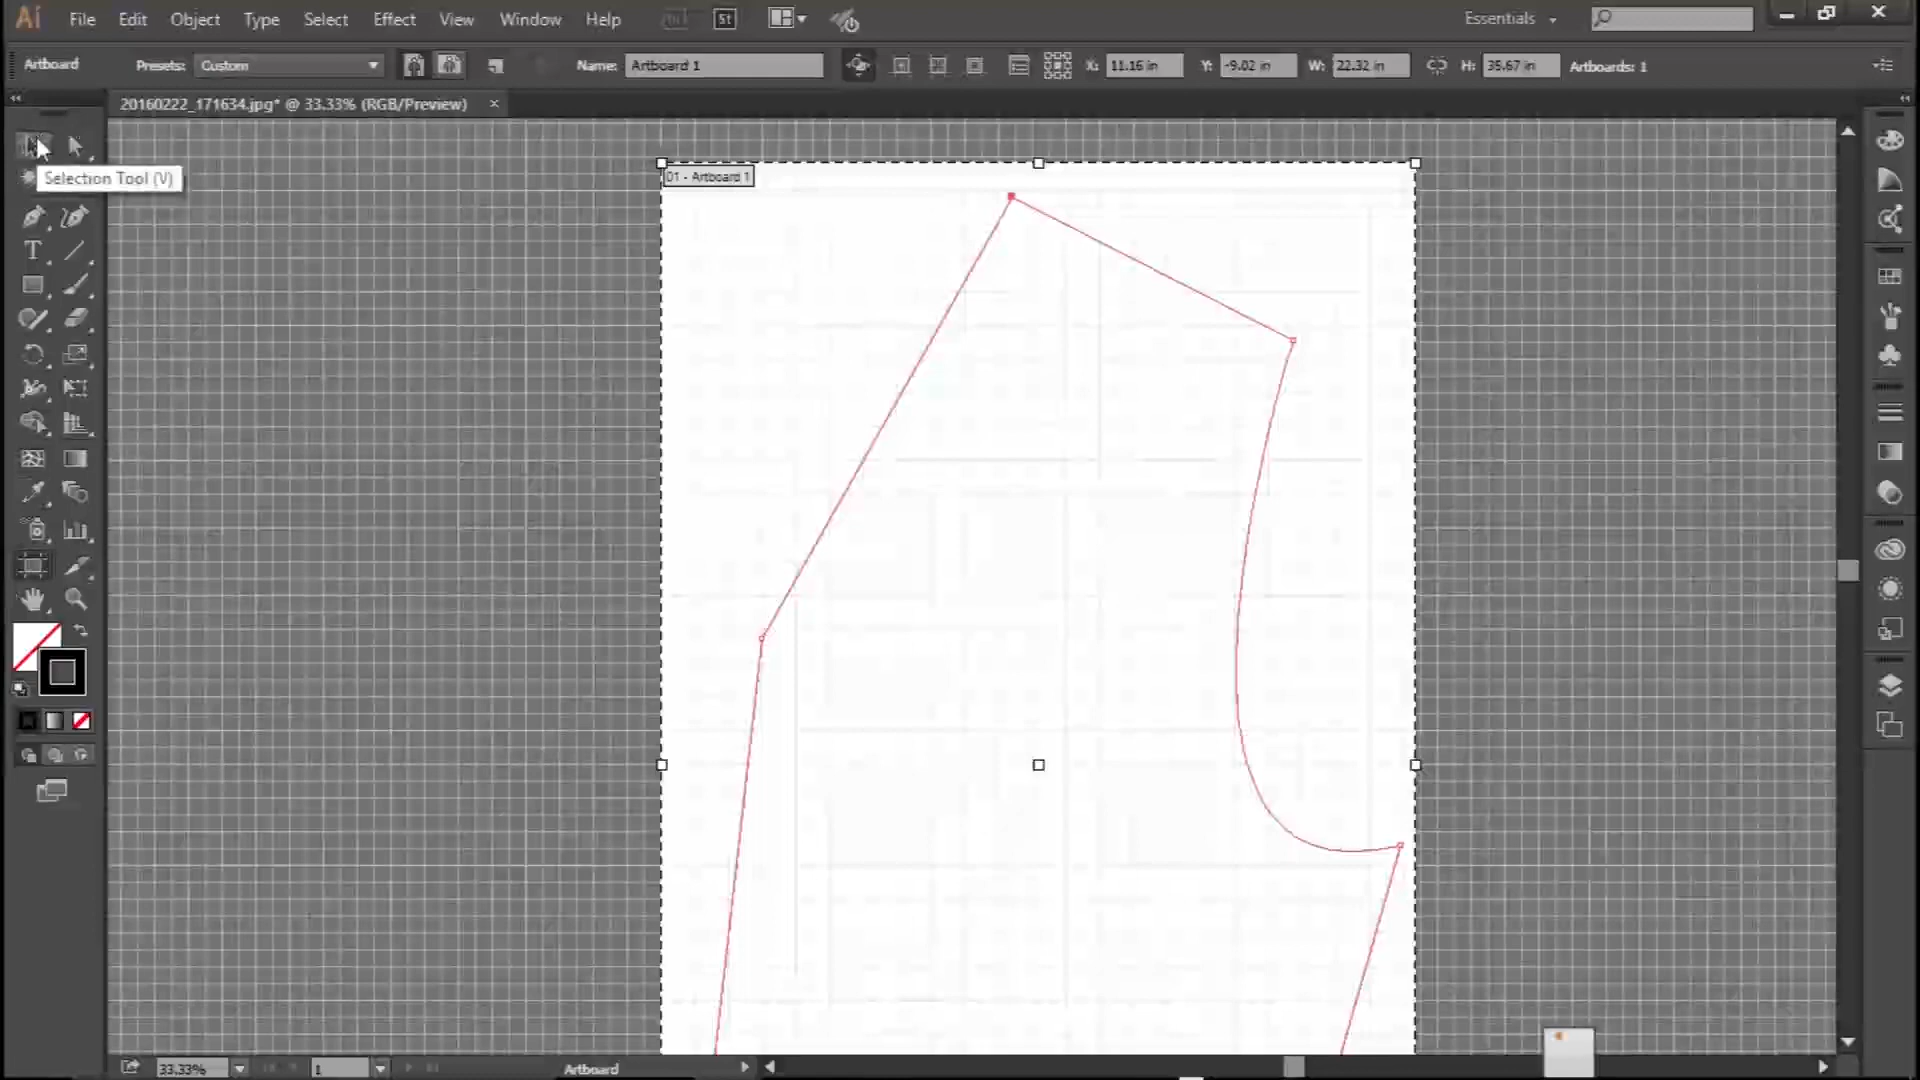 Ai File Edit Object Type Select Effect View Window Help St Essentials
Artboard Presets: Custom Name: Artboard 1 X: 11.16 in Y: -9.02 in W: 22.32 in H: 35.67 in Artboards: 1
20160222_171634.jpg* @ 33.33% (RGB/Preview) ×
Selection Tool (V)
01 - Artboard 1
T
33.33% 1 Artboard